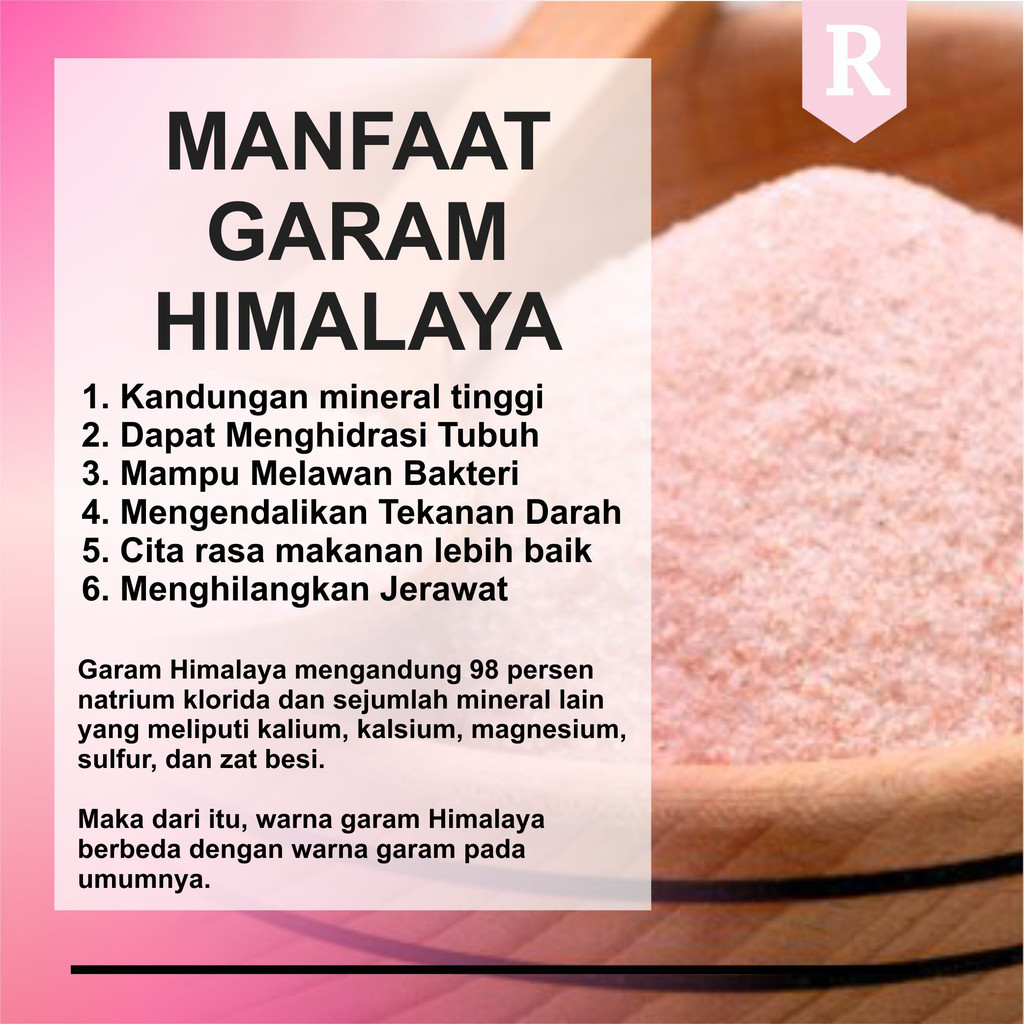 R
MANFAAT
GARAM
HIMALAYA
1. Kandungan mineral tinggi
2. Dapat Menghidrasi Tubuh
3. Mampu Melawan Bakteri
4. Mengendalikan Tekanan Darah
5. Cita rasa makanan lebih baik
6. Menghilangkan Jerawat
Garam Himalaya mengandung 98 persen
natrium klorida dan sejumlah mineral lain
yang meliputi kalium, kalsium, magnesium,
sulfur, dan zat besi.
Maka dari itu, warna garam Himalaya
berbeda dengan warna garam pada
umumnya.